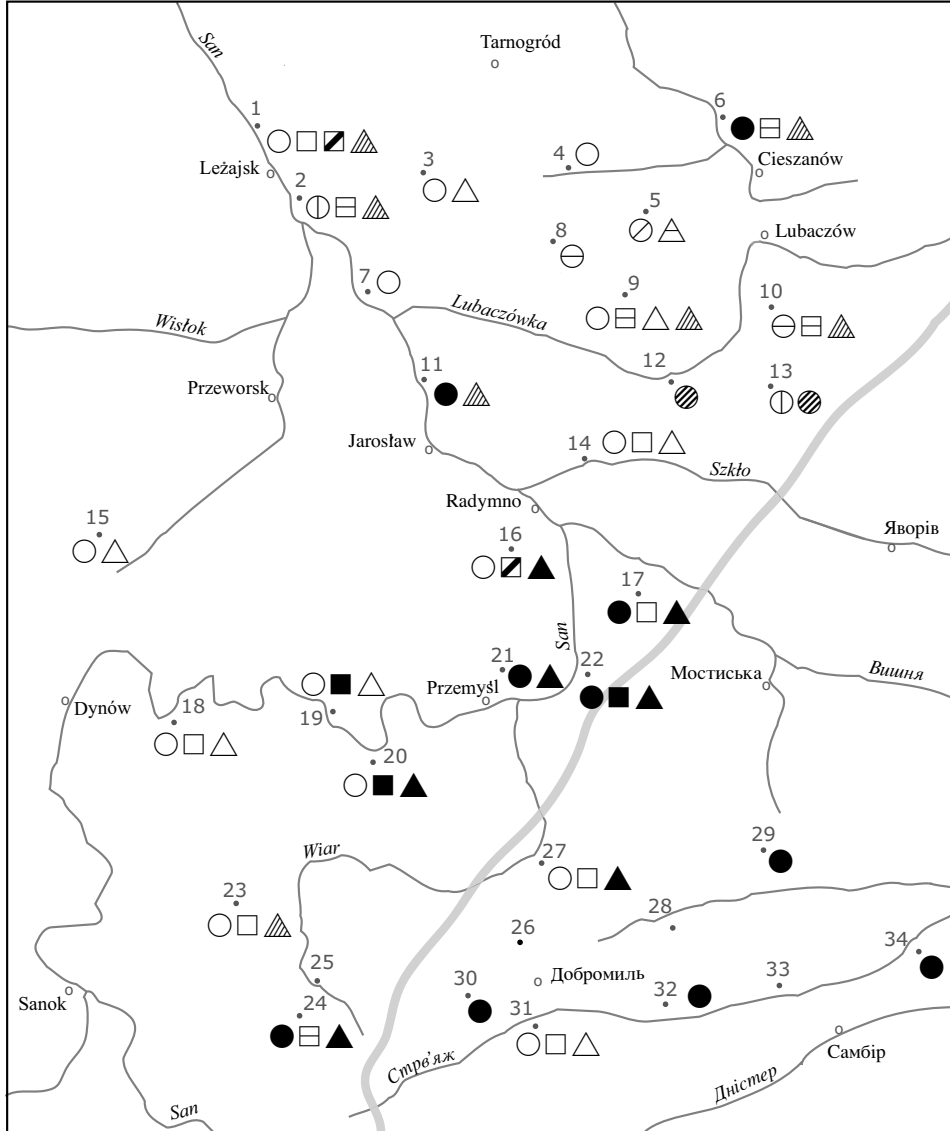 San
Tarnogród
1
6
Leżajsk
3
4
Cieszanów
2
5
8
Lubaczów
7
9
10
Lubaczówka
Wisłok
11
12
13
Przeworsk
Jarosław
14
Szkło
Radymno
15
16
Яворів
17
San
21
22
Dynów
18
19
Przemyśl
Мостиська
Вишня
20
29
Wiar
27
23
28
26
34
25
Sanok
30
Добромиль
32
33
24
31
Самбір
Стрв'яж
Дністер
San